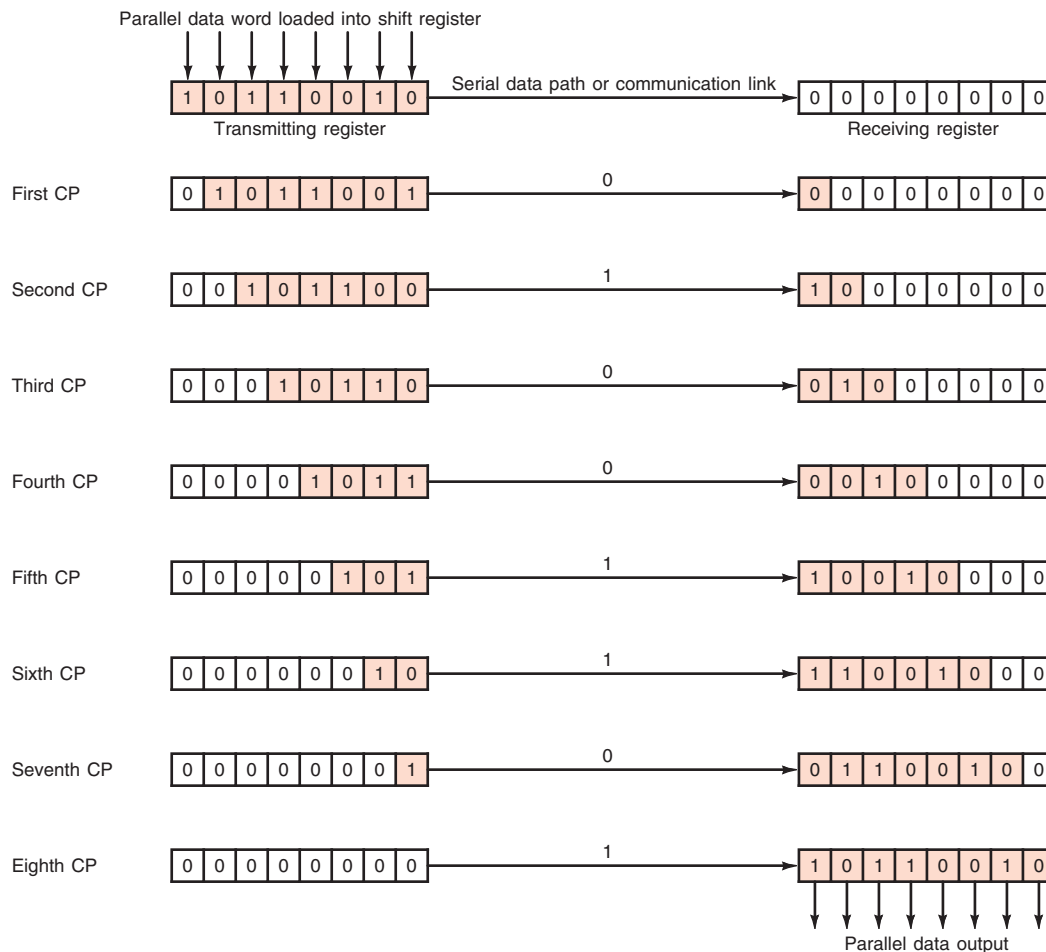 Parallel data word loaded into shift register
1 0 1 1 0 0 1 0 Serial data path or communication link 0 0 0 0 0 0 0 0
Transmitting register Receiving register
First CP 0 1 0 1 1 0 0 1 0 0 0 0 0 0 0 0 0
Second CP 0 0 1 0 1 1 0 0 1 1 0 0 0 0 0 0 0
Third CP 0 0 0 1 0 1 1 0 0 0 1 0 0 0 0 0 0
Fourth CP 0 0 0 0 1 0 1 1 0 0 0 1 0 0 0 0 0
Fifth CP 0 0 0 0 0 1 0 1 1 1 0 0 1 0 0 0 0
Sixth CP 0 0 0 0 0 0 1 0 1 1 1 0 0 1 0 0 0
Seventh CP 0 0 0 0 0 0 0 1 0 0 1 1 0 0 1 0 0
Eighth CP 0 0 0 0 0 0 0 0 1 1 0 1 1 0 0 1 0
Parallel data output